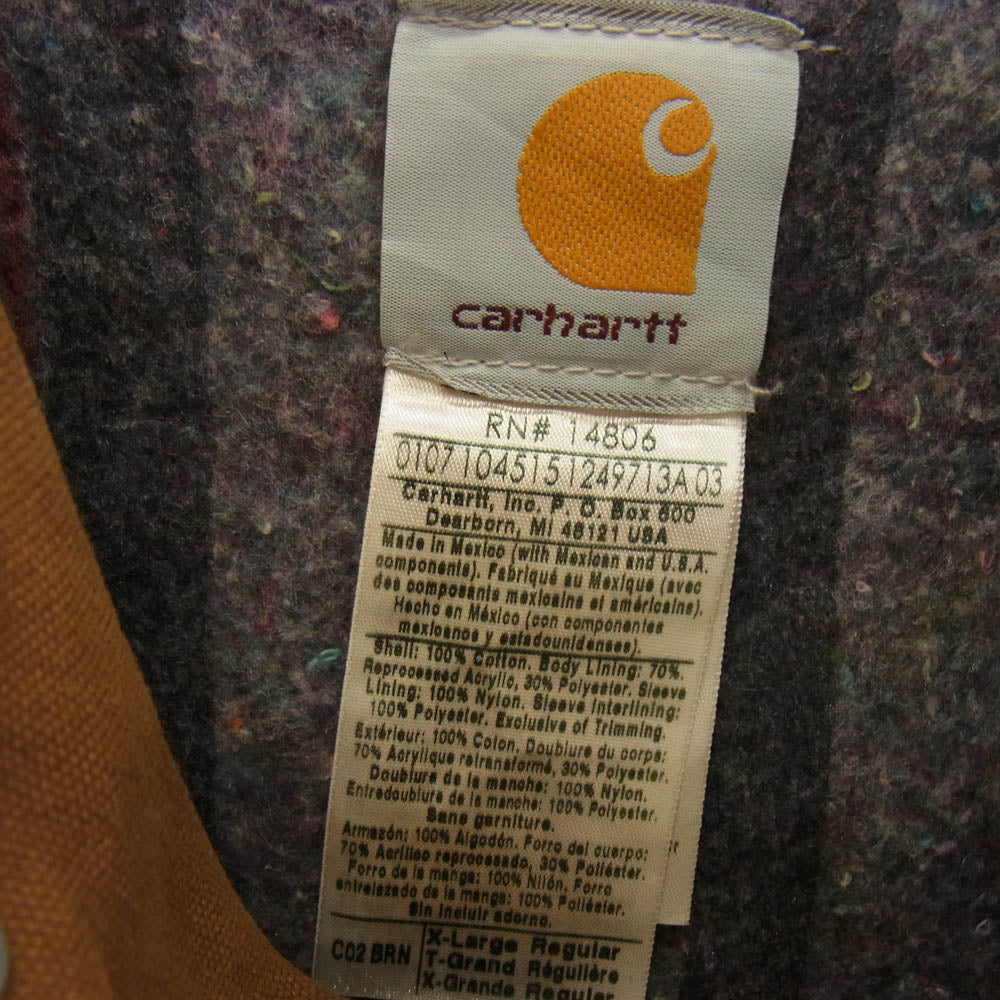 carhartt
RN# 14806
01071045151249713A 03
Carhartt, Inc. P. O. Box 600
Dearborn, MI 48121 USA
Made in Mexico (with Mexican and U.S.A.
components). Fabriqué au Mexique (avec
des composants mexicains et américains).
Hecho en México (con componentes
mexicanos y estadounidenses).
Shell: 100% Cotton. Body Lining: 70%
Reprocessed Acrylic, 30% Polyester. Sleeve
Lining: 100% Nylon. Sleeve Interlining:
100% Polyester. Exclusive of Trimming.
Extérieur: 100% Coton. Doublure du corps:
70% Acrylique retransformé, 30% Polyester.
Doublure de la manche: 100% Nylon.
Entredoublure de la manche: 100% Polyester.
Sans garniture.
Armazón: 100% Algodón. Forro del cuerpo:
70% Acrílico reprocesado, 30% Poliéster.
Forro de la manga: 100% Nilón. Forro
entrelazado de la manga: 100% Poliéster.
Sin incluir adorno.
C02 BRN
X-Large Regular
T-Grand Régulière
X-Grande Regular